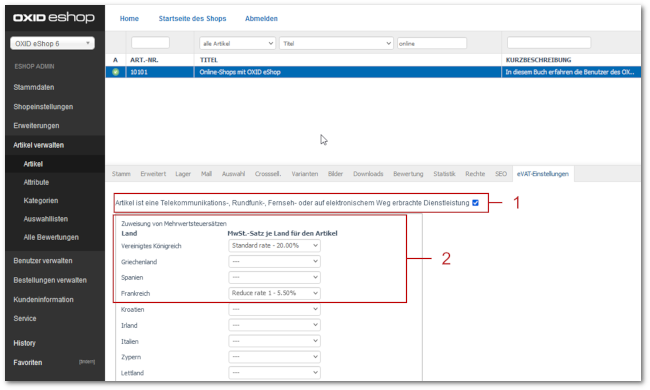 OXID eshop
Home Startseite des Shops Abmelden
OXID eShop 6
alle Artikel Titel online
A ART.-NR. TITEL KURZBESCHREIBUNG
10101 Online-Shops mit OXID eShop In diesem Buch erfahren die Benutzer des OX...
ESHOP ADMIN
Stammdaten
Shopeinstellungen
Erweiterungen
Artikel verwalten
Artikel
Attribute
Kategorien
Auswahllisten
Alle Bewertungen
Benutzer verwalten
Bestellungen verwalten
Kundeninformation
Service
History
Favoriten
Stamm Erweitert Lager Mall Auswahl Crosssell. Varianten Bilder Downloads Bewertung Statistik Rechte SEO eVAT-Einstellungen
Artikel ist eine Telekommunikations-, Rundfunk-, Fernseh- oder auf elektronischem Weg erbrachte Dienstleistung
1
Zuweisung von Mehrwertsteuersätzen
Land MwSt.-Satz je Land für den Artikel
Vereinigtes Königreich Standard rate - 20.00%
Griechenland ---
2
Spanien ---
Frankreich Reduce rate 1 - 5.50%
Kroatien ---
Irland ---
Italien ---
Zypern ---
Lettland ---